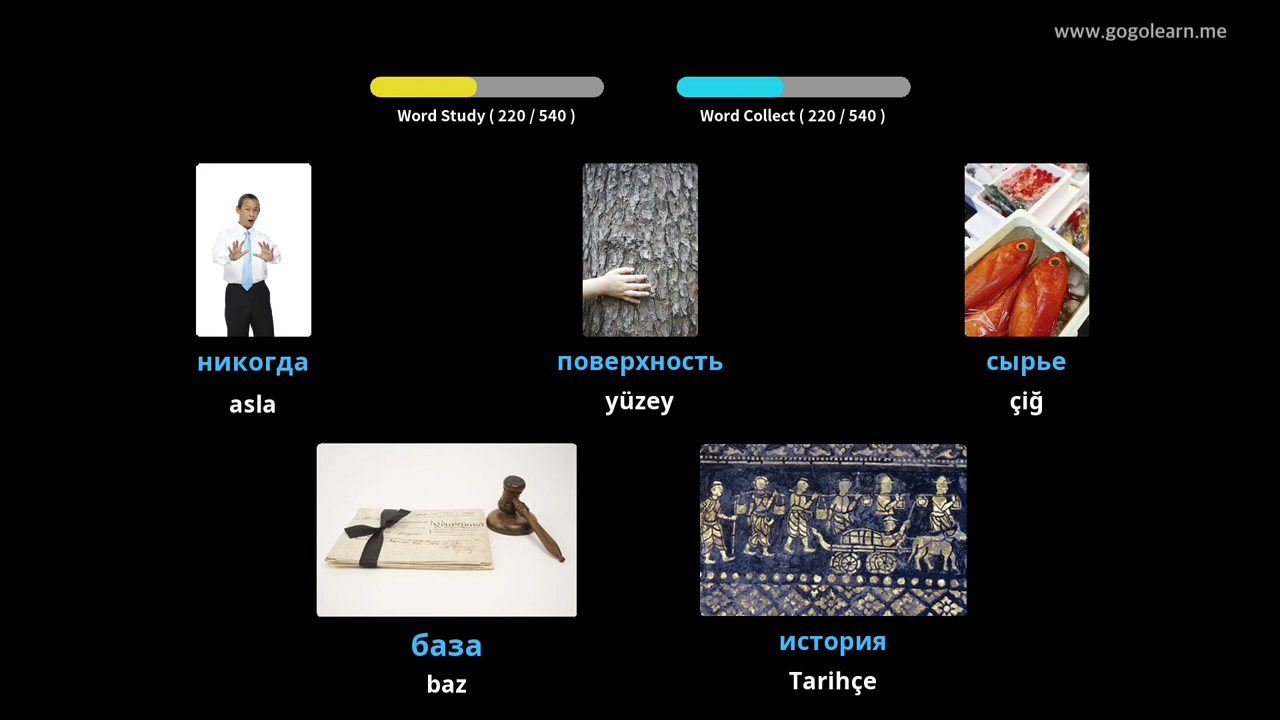 www.gogolearn.me
Word Study ( 220 / 540 )
Word Collect ( 220 / 540 )
никогда
asla
поверхность
yüzey
сырье
çiğ
база
baz
история
Tarihçe